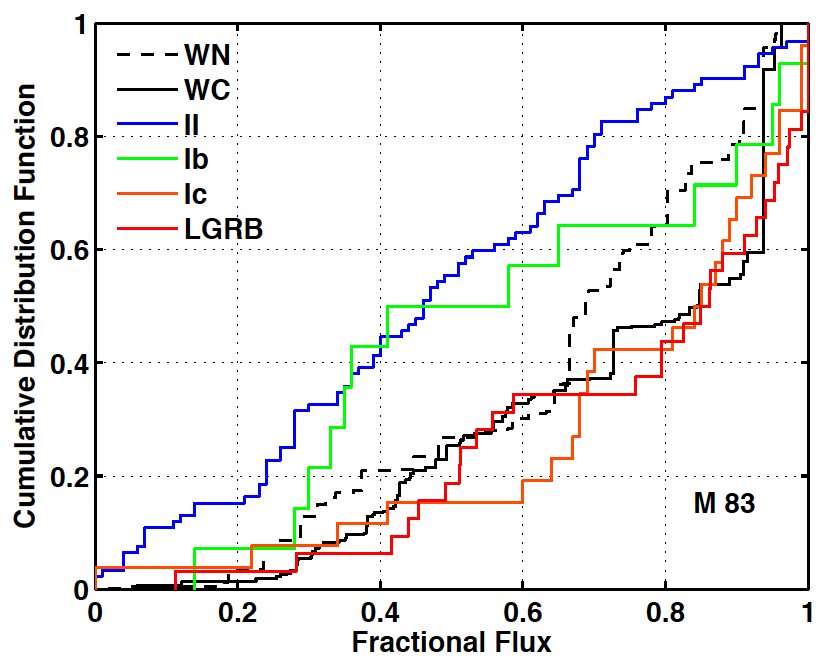 1
0.8
0.6
0.4
0.2
0
Cumulative Distribution Function
WN
WC
II
Ib
Ic
LGRB
M 83
0 0.2 0.4 0.6 0.8 1
Fractional Flux